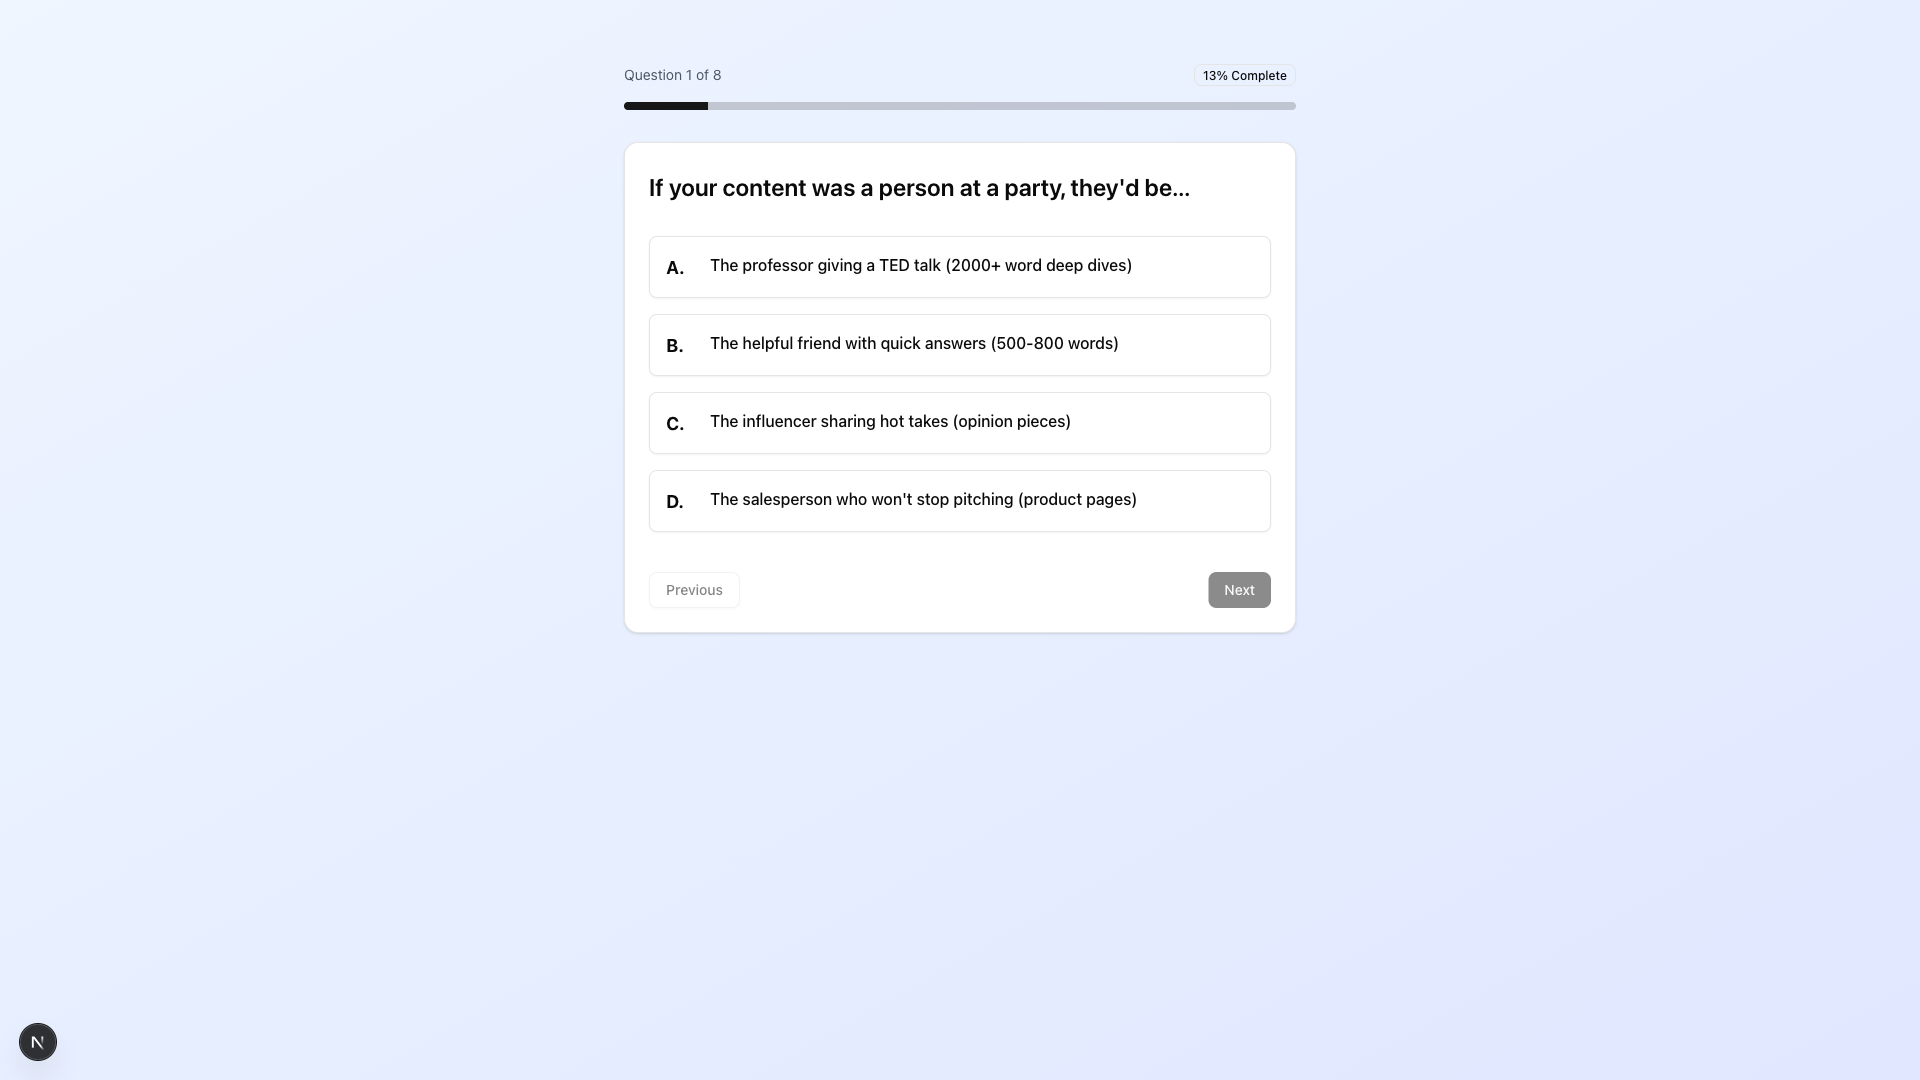 Question 1 of 8
13% Complete
If your content was a person at a party, they'd be...
A. The professor giving a TED talk (2000+ word deep dives)
B. The helpful friend with quick answers (500-800 words)
C. The influencer sharing hot takes (opinion pieces)
D. The salesperson who won't stop pitching (product pages)
Previous
Next
N